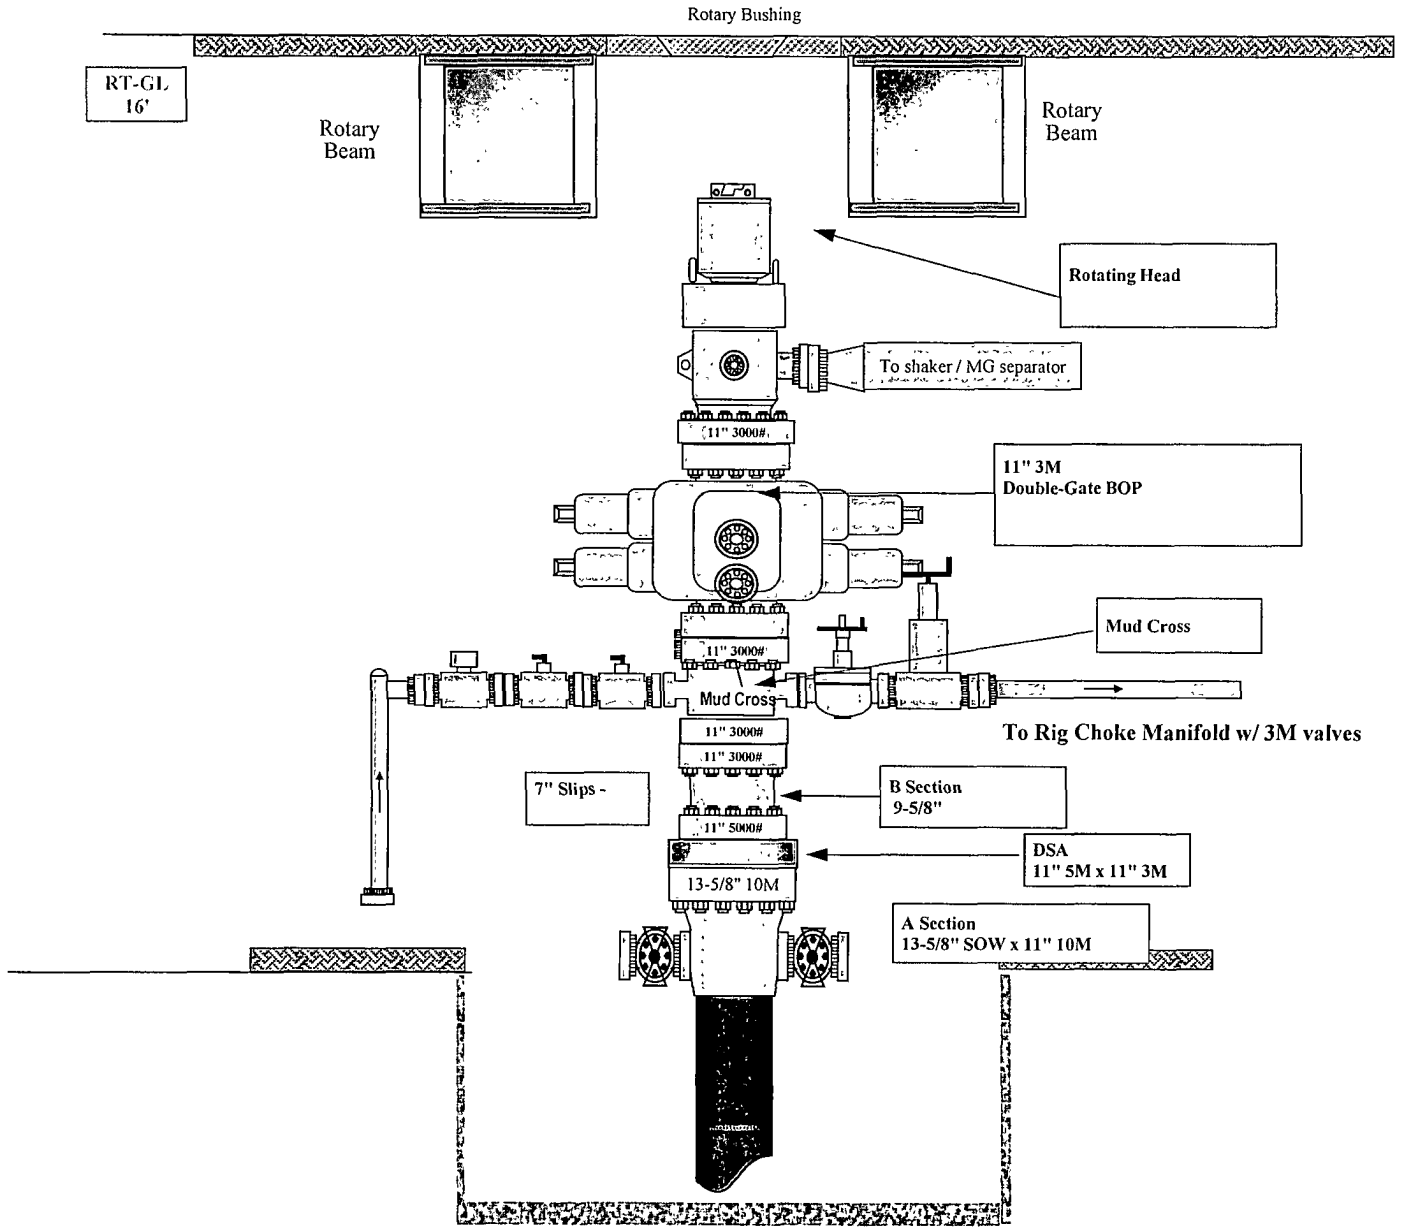 Rotary Bushing
RT-GL
16'
Rotary
Beam
Rotary
Beam
Rotating Head
To shaker / MG separator
11" 3000#
11" 3M
Double-Gate BOP
Mud Cross
11" 3000#
Mud Cross
To Rig Choke Manifold w/ 3M valves
11" 3000#
11" 3000#
7" Slips -
B Section
9-5/8"
11" 5000#
DSA
11" 5M x 11" 3M
13-5/8" 10M
A Section
13-5/8" SOW x 11" 10M